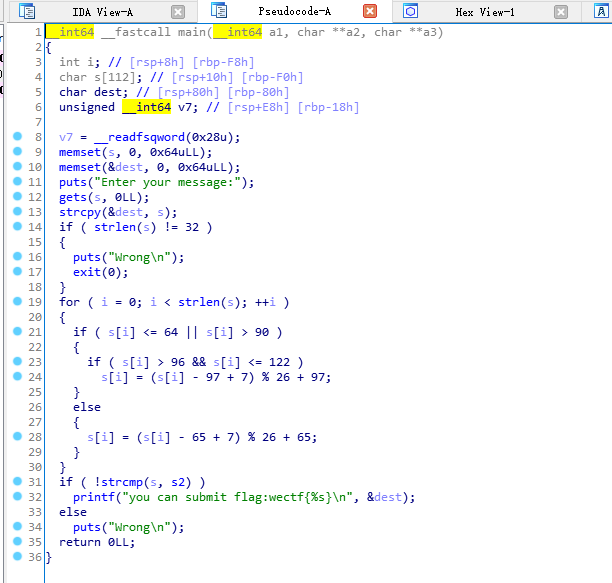 IDA View-A Pseudocode-A Hex View-1 A
1 __int64 __fastcall main(__int64 a1, char **a2, char **a3)
2 {
3 int i; // [rsp+8h] [rbp-F8h]
4 char s[112]; // [rsp+10h] [rbp-F0h]
5 char dest; // [rsp+80h] [rbp-80h]
6 unsigned __int64 v7; // [rsp+E8h] [rbp-18h]
7
8 v7 = __readfsqword(0x28u);
9 memset(s, 0, 0x64uLL);
10 memset(&dest, 0, 0x64uLL);
11 puts("Enter your message:");
12 gets(s, 0LL);
13 strcpy(&dest, s);
14 if ( strlen(s) != 32 )
15 {
16 puts("Wrong\n");
17 exit(0);
18 }
19 for ( i = 0; i < strlen(s); ++i )
20 {
21 if ( s[i] <= 64 || s[i] > 90 )
22 {
23 if ( s[i] > 96 && s[i] <= 122 )
24 s[i] = (s[i] - 97 + 7) % 26 + 97;
25 }
26 else
27 {
28 s[i] = (s[i] - 65 + 7) % 26 + 65;
29 }
30 }
31 if ( !strcmp(s, s2) )
32 printf("you can submit flag:wectf{%s}\n", &dest);
33 else
34 puts("Wrong\n");
35 return 0LL;
36 }